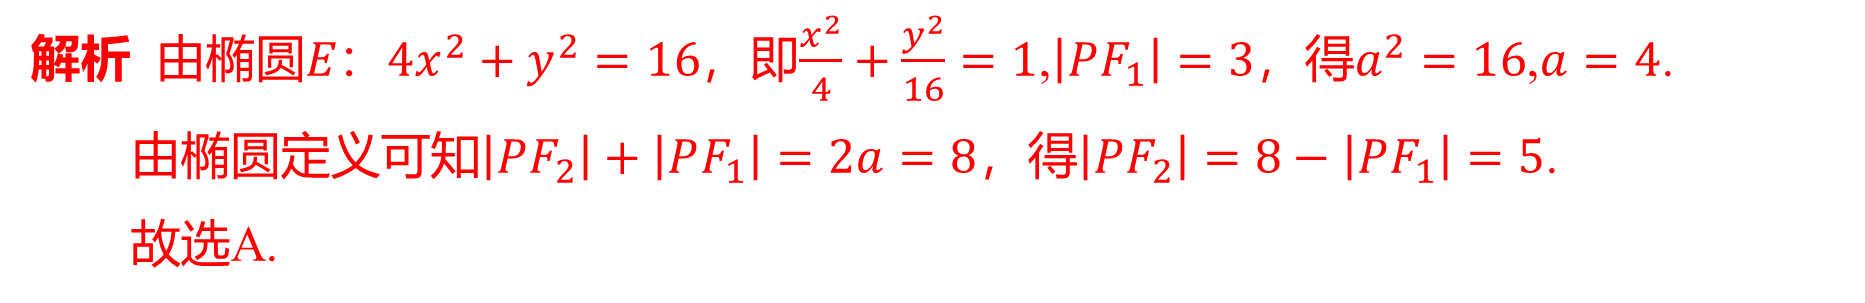 解析 由椭圆E：4x² + y² = 16，即x²/4 + y²/16 = 1,|PF₁| = 3，得a² = 16,a = 4.
由椭圆定义可知|PF₂| + |PF₁| = 2a = 8，得|PF₂| = 8 − |PF₁| = 5.
故选A.